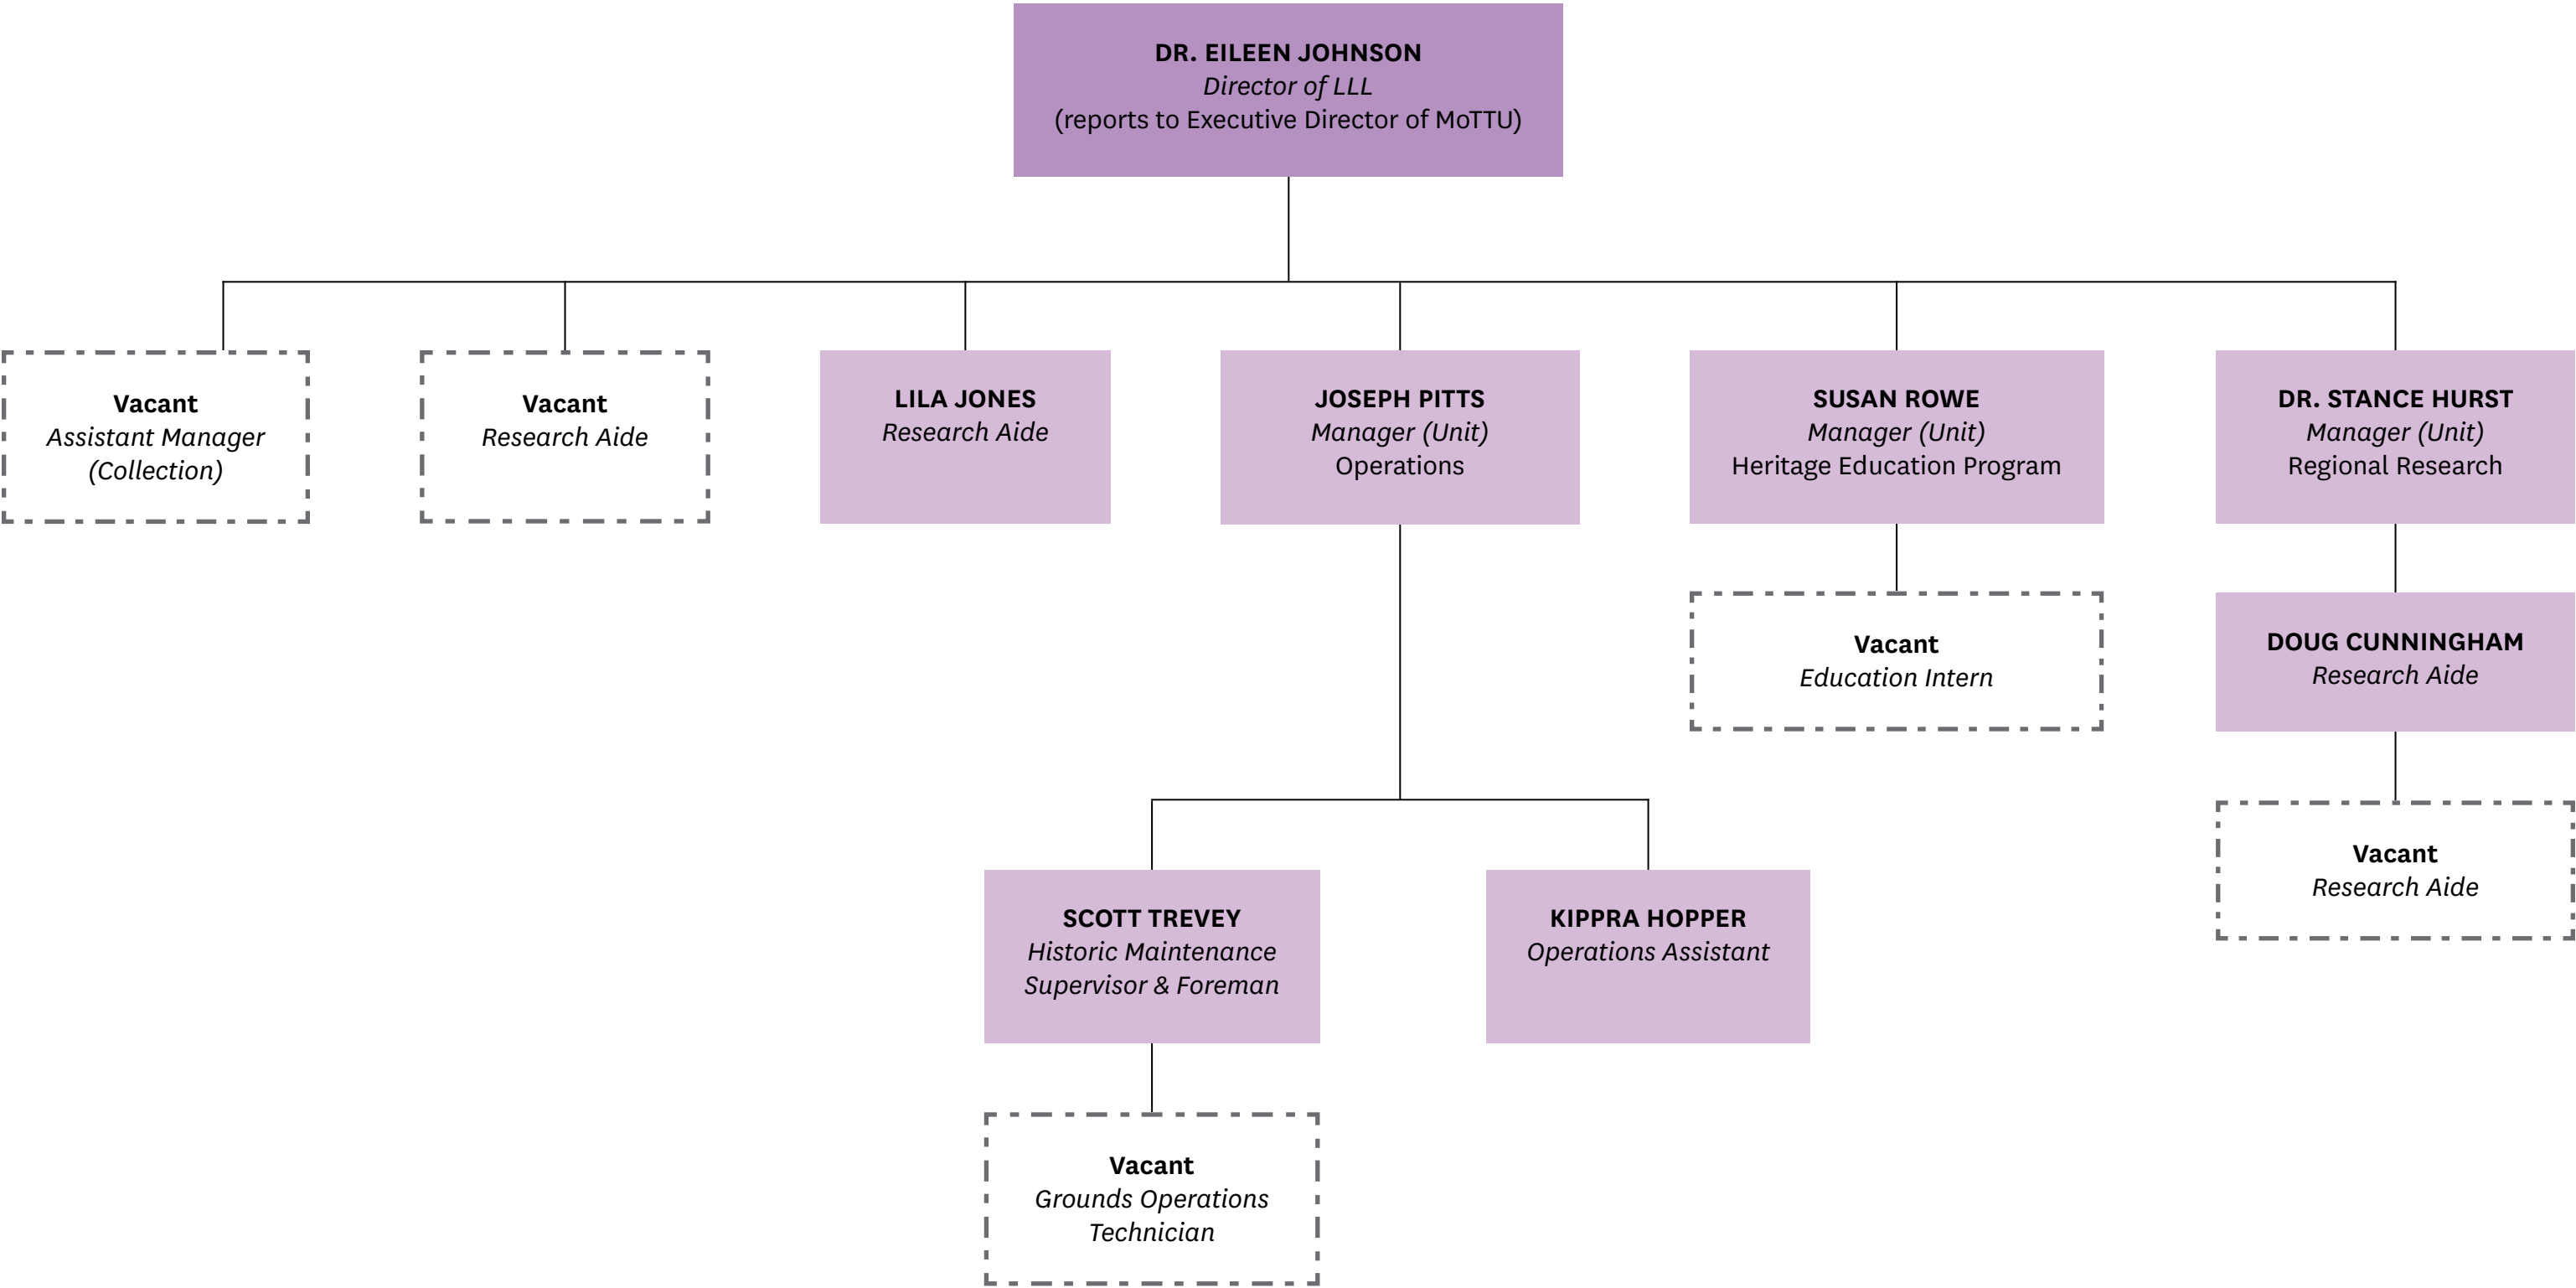 DR. EILEEN JOHNSON
Director of LLL
(reports to Executive Director of MoTTU)
Vacant
Assistant Manager
(Collection)
Vacant
Research Aide
LILA JONES
Research Aide
JOSEPH PITTS
Manager (Unit)
Operations
SUSAN ROWE
Manager (Unit)
Heritage Education Program
DR. STANCE HURST
Manager (Unit)
Regional Research
Vacant
Education Intern
DOUG CUNNINGHAM
Research Aide
Vacant
Research Aide
SCOTT TREVEY
Historic Maintenance
Supervisor & Foreman
KIPPRA HOPPER
Operations Assistant
Vacant
Grounds Operations
Technician